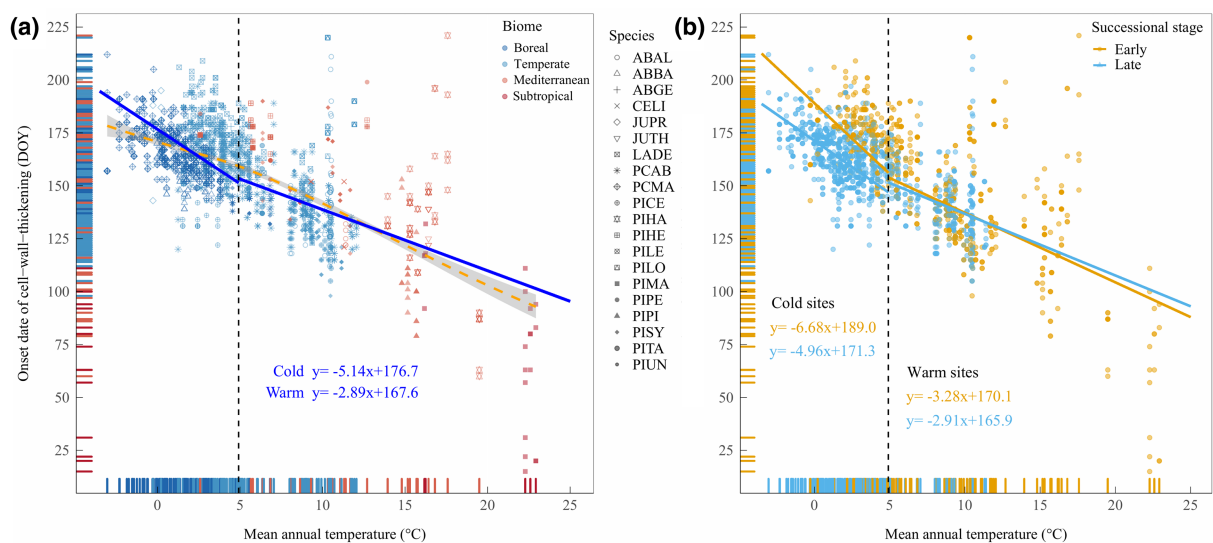 (a)
Onset date of cell−wall−thickening (DOY)
225
200
175
150
125
100
75
50
25
Biome
Boreal
Temperate
Mediterranean
Subtropical
Cold y= -5.14x+176.7
Warm y= -2.89x+167.6
0 5 10 15 20 25
Mean annual temperature (°C)
Species
ABAL
ABBA
ABGE
CELI
JUPR
JUTH
LADE
PCAB
PCMA
PICE
PIHA
PIHE
PILE
PILO
PIMA
PIPE
PIPI
PISY
PITA
PIUN
(b)
225
200
175
150
125
100
75
50
25
Successional stage
Early
Late
Cold sites
y= -6.68x+189.0
y= -4.96x+171.3
Warm sites
y= -3.28x+170.1
y= -2.91x+165.9
0 5 10 15 20 25
Mean annual temperature (°C)